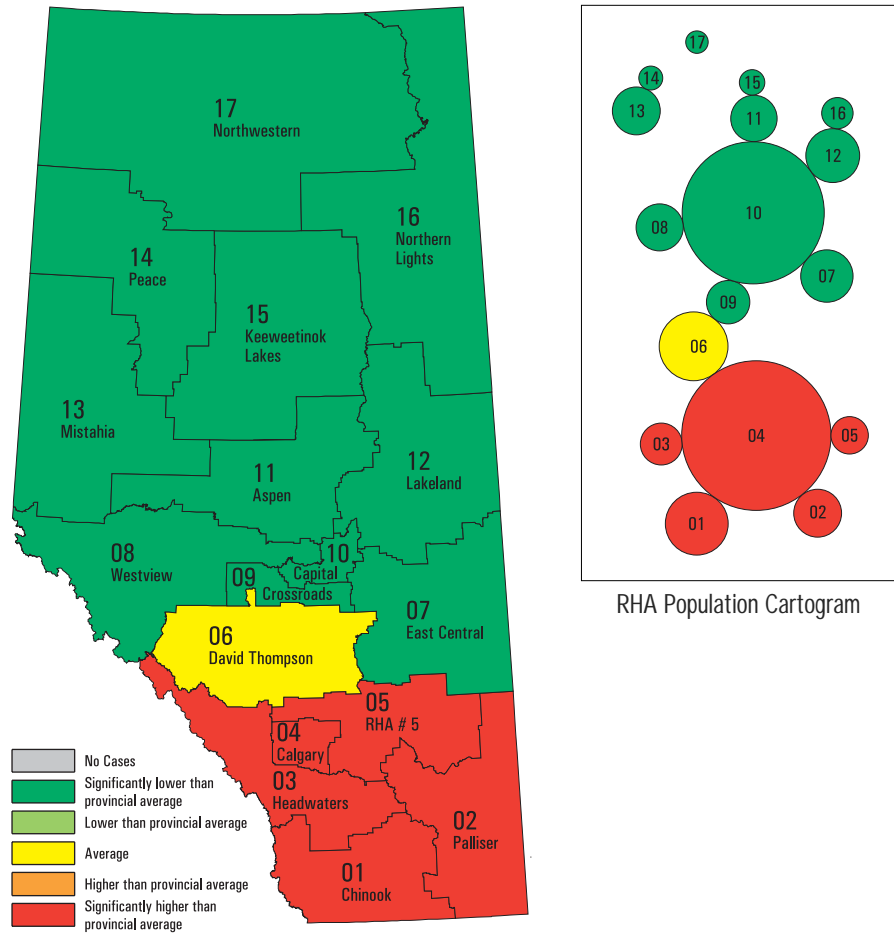 17
Northwestern
16
Northern
Lights
14
Peace
15
Keeweetinok
Lakes
13
Mistahia
11
Aspen
12
Lakeland
08
Westview
10
Capital
09
Crossroads
07
East Central
06
David Thompson
05
RHA # 5
04
Calgary
03
Headwaters
02
Palliser
01
Chinook
No Cases
Significantly lower than
provincial average
Lower than provincial average
Average
Higher than provincial average
Significantly higher than
provincial average
17
14
15
13
11
16
12
10
08
07
09
06
04
03
05
01
02
RHA Population Cartogram